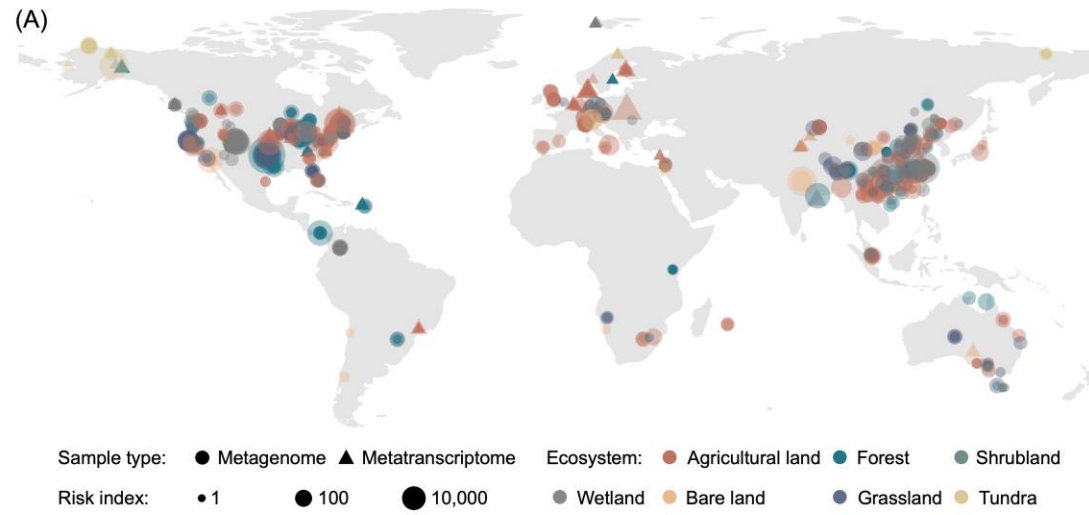 (A)
Sample type: Metagenome Metatranscriptome Ecosystem: Agricultural land Forest Shrubland
Risk index: 1 100 10,000 Wetland Bare land Grassland Tundra